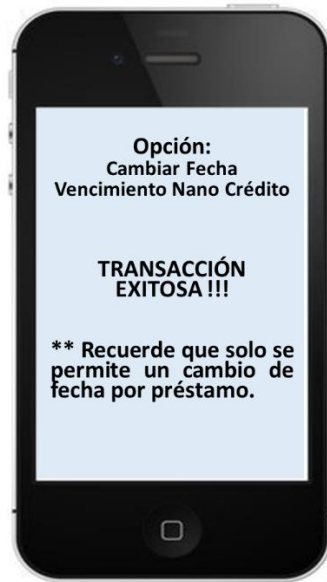 Opción:
Cambiar Fecha
Vencimiento Nano Crédito
TRANSACCIÓN
EXITOSA !!!
** Recuerde que solo se
permite un cambio de
fecha por préstamo.